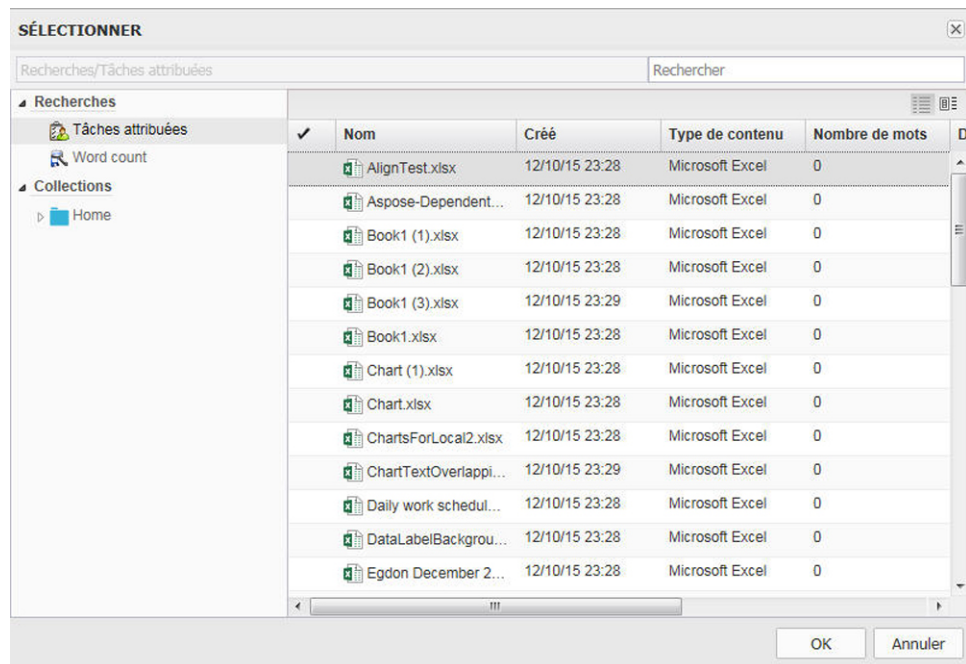 SÉLECTIONNER
Recherches/Tâches attribuées Rechercher
Recherches
Tâches attribuées
Word count
Collections
Home
Nom Créé Type de contenu Nombre de mots D
AlignTest.xlsx 12/10/15 23:28 Microsoft Excel 0
Aspose-Dependent... 12/10/15 23:28 Microsoft Excel 0
Book1 (1).xlsx 12/10/15 23:28 Microsoft Excel 0
Book1 (2).xlsx 12/10/15 23:28 Microsoft Excel 0
Book1 (3).xlsx 12/10/15 23:29 Microsoft Excel 0
Book1.xlsx 12/10/15 23:28 Microsoft Excel 0
Chart (1).xlsx 12/10/15 23:28 Microsoft Excel 0
Chart.xlsx 12/10/15 23:28 Microsoft Excel 0
ChartsForLocal2.xlsx 12/10/15 23:28 Microsoft Excel 0
ChartTextOverlappi... 12/10/15 23:29 Microsoft Excel 0
Daily work schedul... 12/10/15 23:28 Microsoft Excel 0
DataLabelBackgrou... 12/10/15 23:28 Microsoft Excel 0
Egdon December 2... 12/10/15 23:28 Microsoft Excel 0
OK Annuler